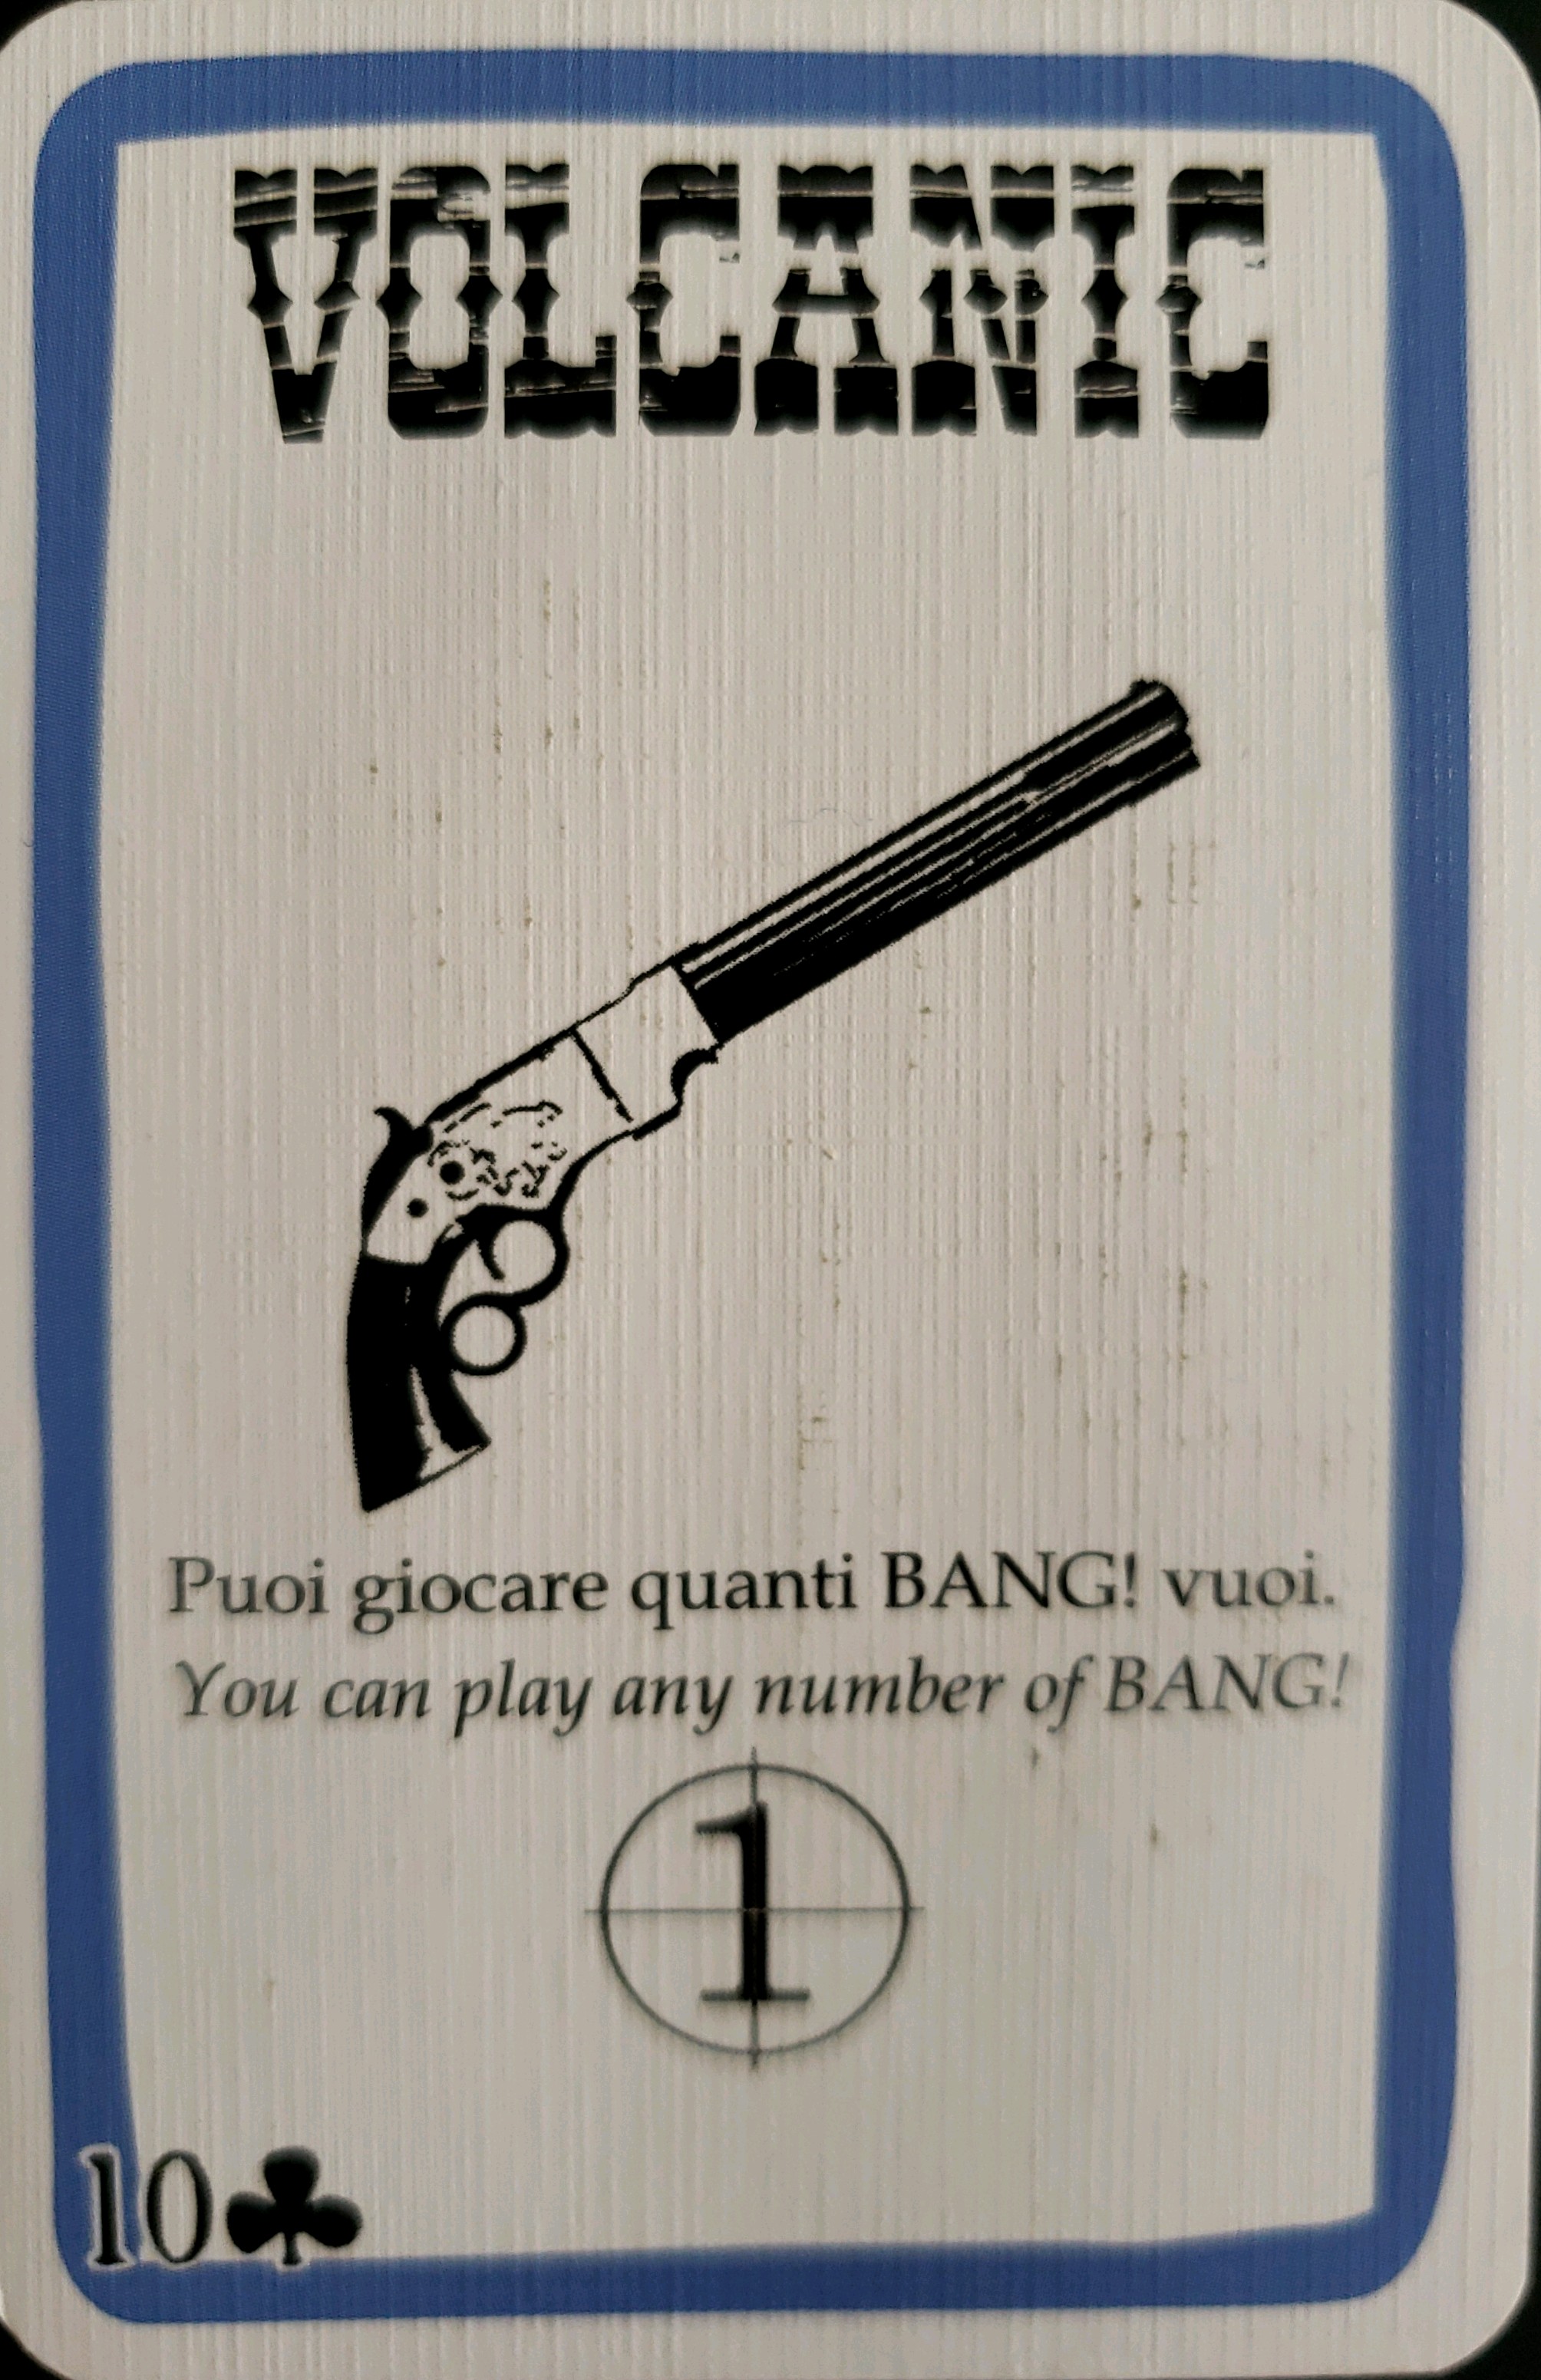 VOLCANIC
Puoi giocare quanti BANG! vuoi.
You can play any number of BANG!
1
10♣